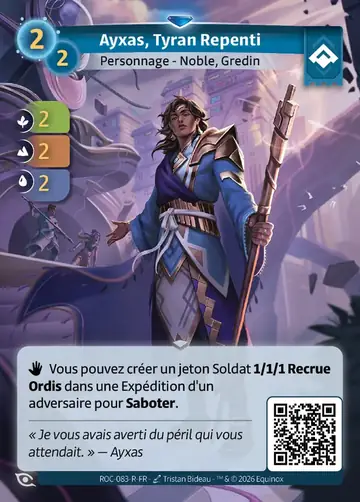 2
Ayxas, Tyran Repenti
2
Personnage - Noble, Gredin
2
2
2
Vous pouvez créer un jeton Soldat 1/1/1 Recrue
Ordis dans une Expédition d'un
adversaire pour Saboter.
« Je vous avais averti du péril qui vous
attendait. » — Ayxas
ROC-083-R-FR - Tristan Bideau - ™ & © 2026 Equinox